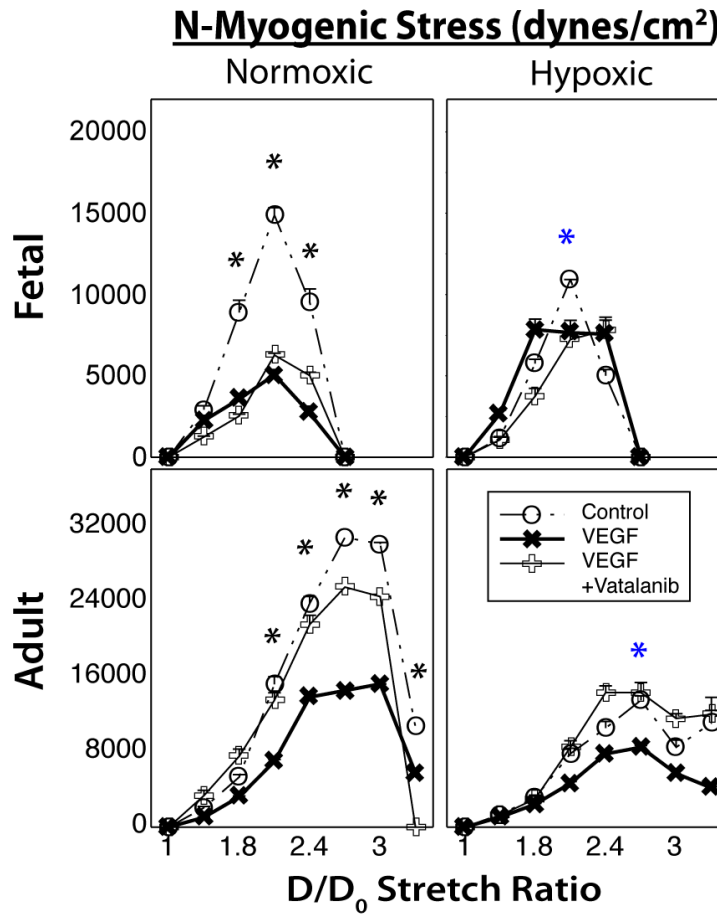 N-Myogenic Stress (dynes/cm²)
Normoxic
Hypoxic
Fetal
20000
15000
10000
5000
0
*
*
*
*
Adult
32000
24000
16000
8000
0
*
*
*
*
*
*
Control
VEGF
VEGF
+Vatalanib
1
1.8
2.4
3
1
1.8
2.4
3
D/D₀ Stretch Ratio